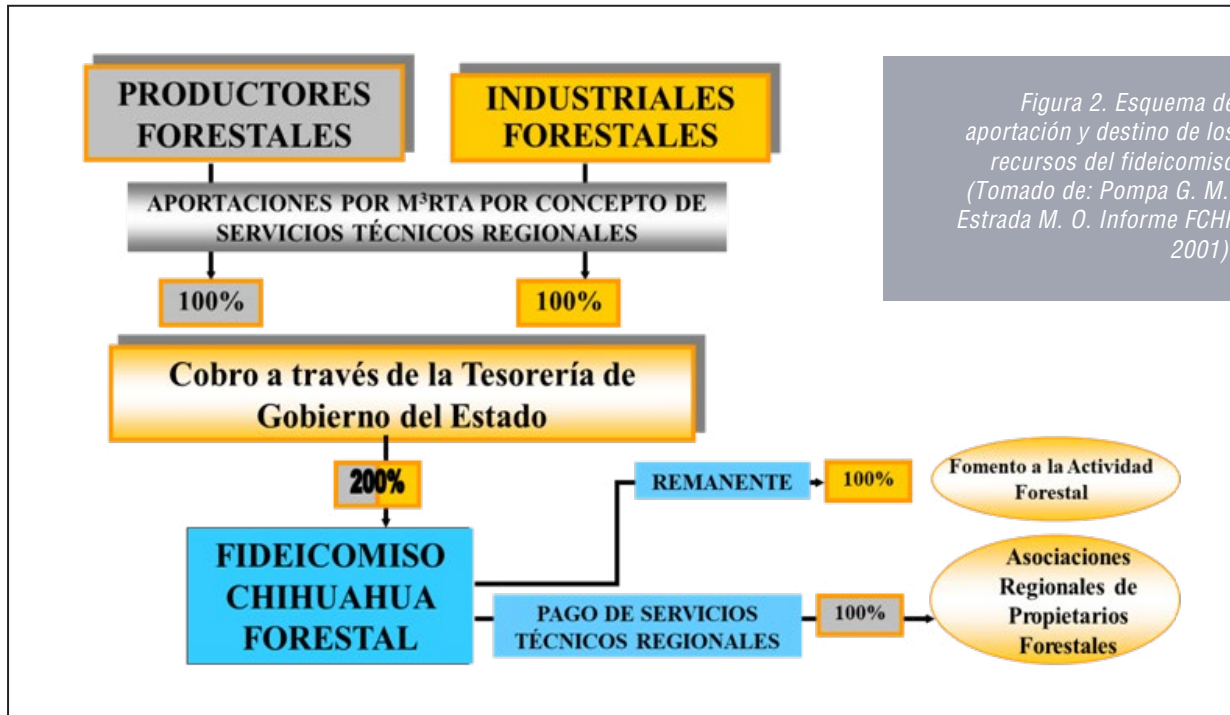 PRODUCTORES
FORESTALES
INDUSTRIALES
FORESTALES
Figura 2. Esquema de
aportación y destino de los
recursos del fideicomiso
(Tomado de: Pompa G. M.
Estrada M. O. Informe FCHI
2001)
APORTACIONES POR M³RTA POR CONCEPTO DE
SERVICIOS TÉCNICOS REGIONALES
100%
100%
Cobro a través de la Tesorería de
Gobierno del Estado
200%
REMANENTE
100%
Fomento a la Actividad
Forestal
FIDEICOMISO
CHIHUAHUA
FORESTAL
PAGO DE SERVICIOS
TÉCNICOS REGIONALES
100%
Asociaciones
Regionales de
Propietarios
Forestales